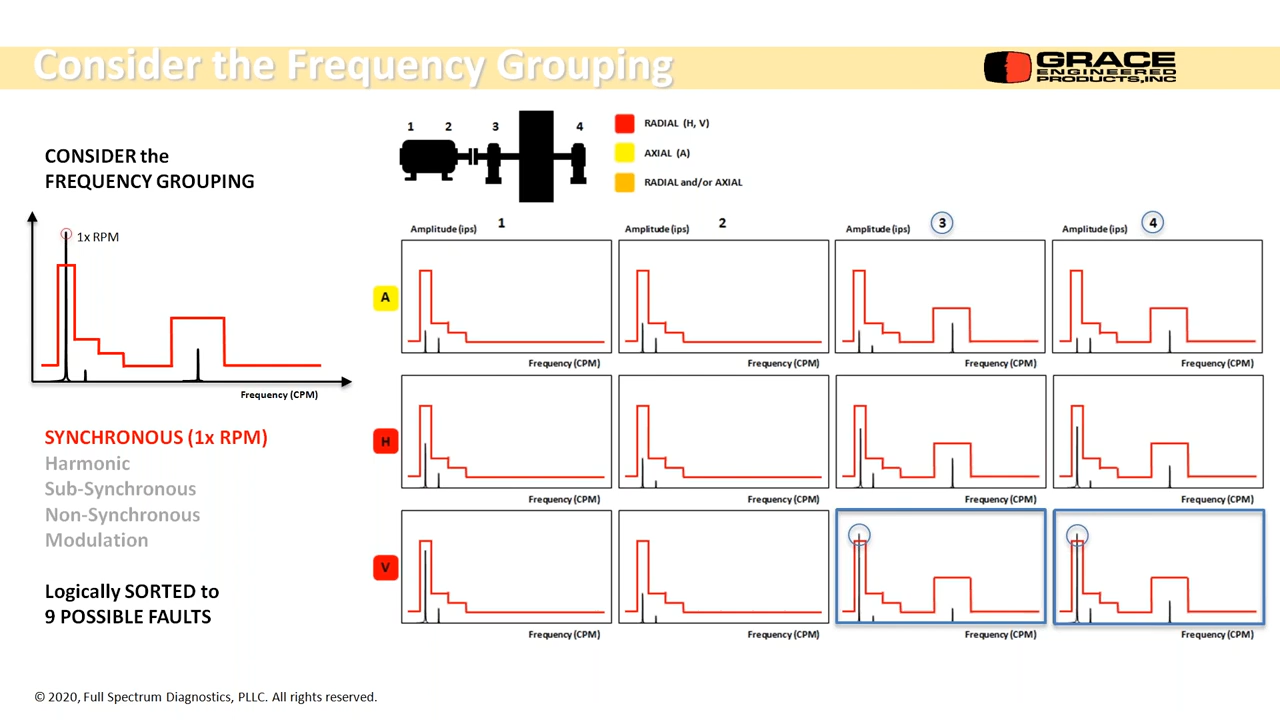 Consider the Frequency Grouping
GRACE
ENGINEERED
PRODUCTS, INC
CONSIDER the
FREQUENCY GROUPING
1x RPM
Frequency (CPM)
SYNCHRONOUS (1x RPM)
Harmonic
Sub-Synchronous
Non-Synchronous
Modulation
Logically SORTED to
9 POSSIBLE FAULTS
1 2 3 4
RADIAL (H, V)
AXIAL (A)
RADIAL and/or AXIAL
Amplitude (ips) 1 Amplitude (ips) 2 Amplitude (ips) 3 Amplitude (ips) 4
A
Frequency (CPM) Frequency (CPM) Frequency (CPM) Frequency (CPM)
H
Frequency (CPM) Frequency (CPM) Frequency (CPM) Frequency (CPM)
V
Frequency (CPM) Frequency (CPM) Frequency (CPM) Frequency (CPM)
© 2020, Full Spectrum Diagnostics, PLLC. All rights reserved.